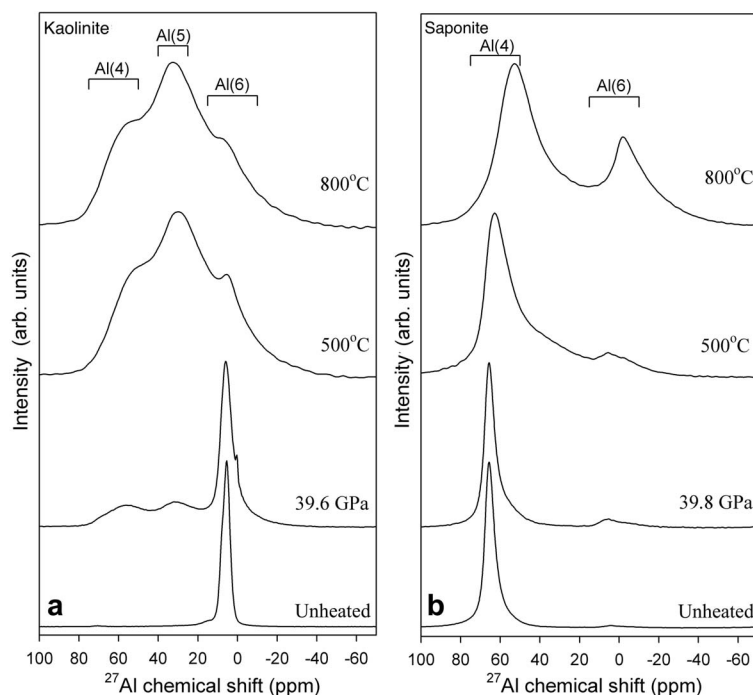 Kaolinite
Al(4)
Al(5)
Al(6)
800°C
500°C
39.6 GPa
Unheated
a
Intensity (arb. units)
100 80 60 40 20 0 -20 -40 -60
²⁷Al chemical shift (ppm)
Saponite
Al(4)
Al(6)
800°C
500°C
39.8 GPa
Unheated
b
Intensity (arb. units)
100 80 60 40 20 0 -20 -40 -60
²⁷Al chemical shift (ppm)